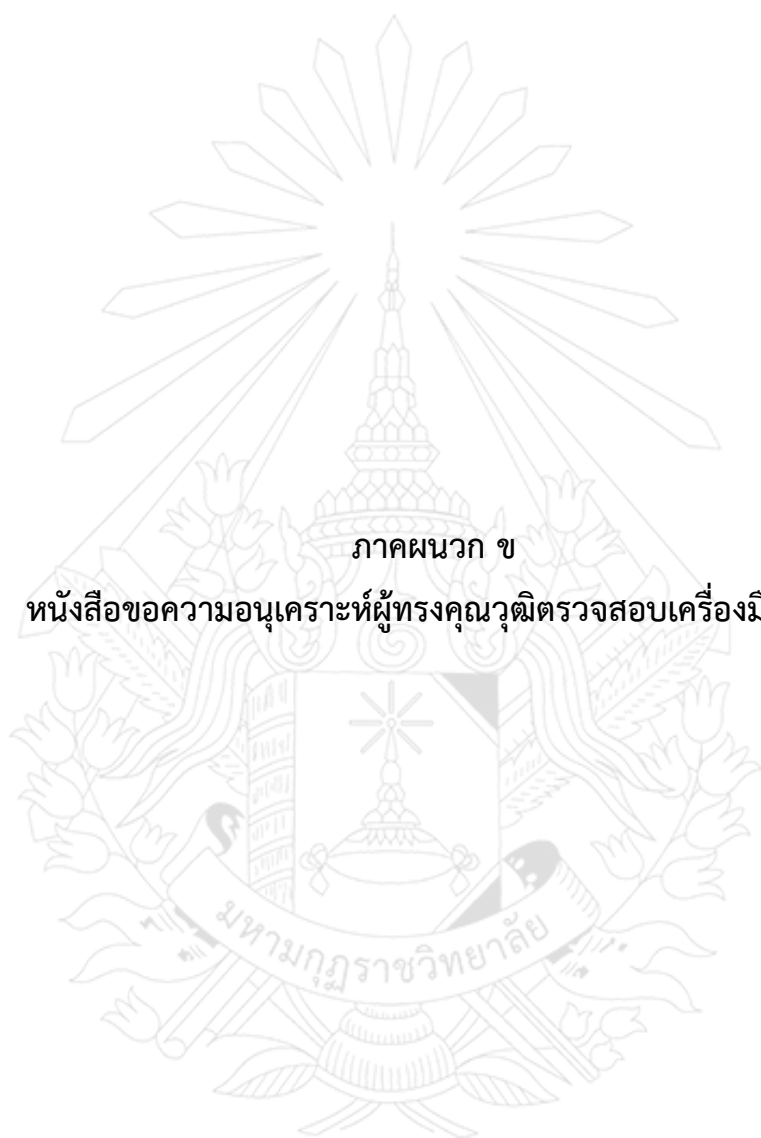 ภาคผนวก ข
หนังสือขอความอนุเคราะห์ผู้ทรงคุณวุฒิตรวจสอบเครื่องมื
มหามกุฏราชวิทยาลัย